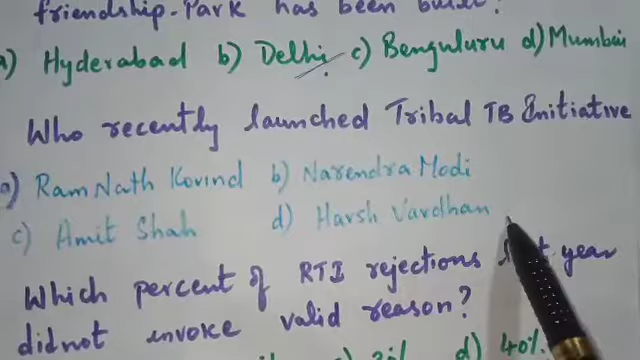 friendship-Park has been built?
a) Hyderabad b) Delhi c) Benguluru d) Mumbai
Who recently launched Tribal TB Initiative
a) Ram Nath Kovind b) Narendra Modi
c) Amit Shah d) Harsh Vardhan
Which percent of RTI rejections year
didnot invoke valid reason?
d) 40%